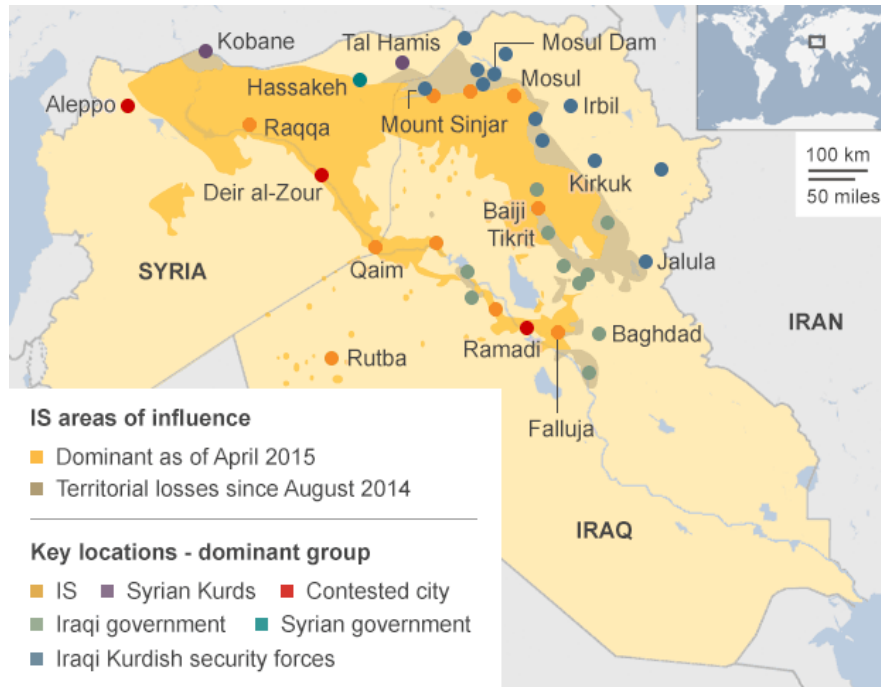 Kobane
Tal Hamis
Mosul Dam
Hassakeh
Mosul
Aleppo
Irbil
Raqqa
Mount Sinjar
100 km
50 miles
Deir al-Zour
Kirkuk
Baiji
Tikrit
SYRIA
Qaim
Jalula
IRAN
Ramadi
Baghdad
Rutba
Falluja
IRAQ
IS areas of influence
Dominant as of April 2015
Territorial losses since August 2014
Key locations - dominant group
IS Syrian Kurds Contested city
Iraqi government Syrian government
Iraqi Kurdish security forces